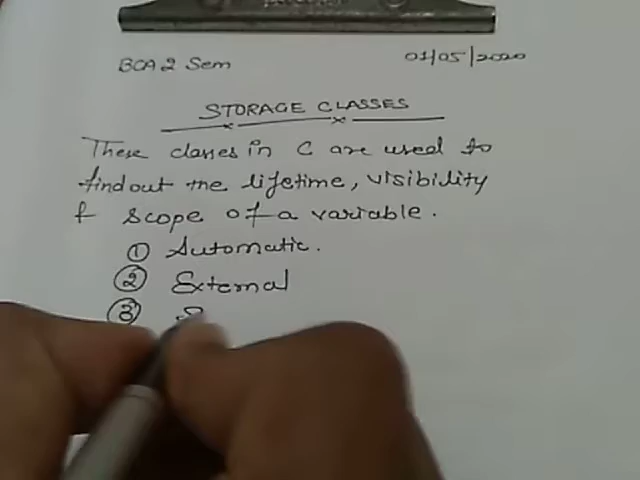 BCA 2 Sem 01/05/2020
STORAGE CLASSES
These classes in C are used to
find out the lifetime, visibility
& scope of a variable.
① Automatic.
② External
③ S